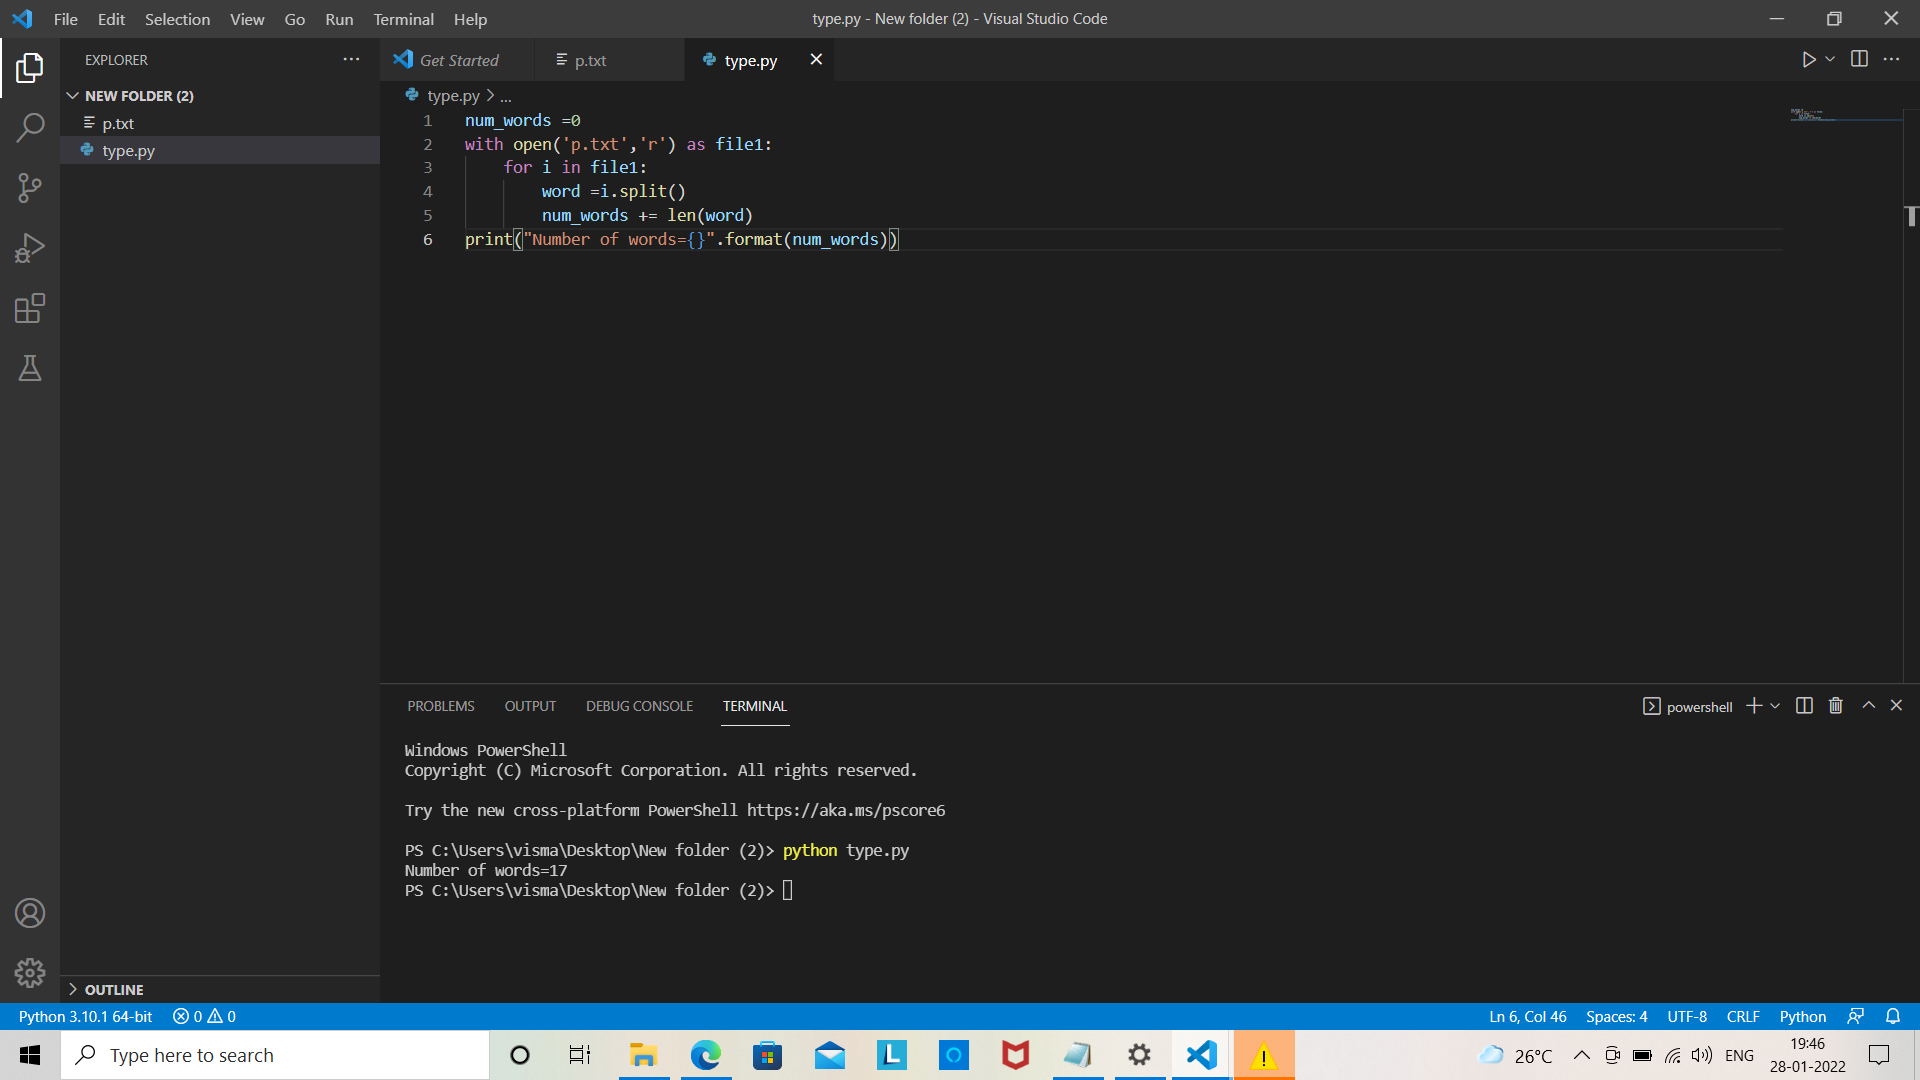 File Edit Selection View Go Run Terminal Help
type.py - New folder (2) - Visual Studio Code
EXPLORER
NEW FOLDER (2)
p.txt
type.py
OUTLINE
Get Started
p.txt
type.py
type.py > ...
1 num_words =0
2 with open('p.txt','r') as file1:
3 for i in file1:
4 word =i.split()
5 num_words += len(word)
6 print("Number of words={}".format(num_words))
PROBLEMS OUTPUT DEBUG CONSOLE TERMINAL
powershell
Windows PowerShell
Copyright (C) Microsoft Corporation. All rights reserved.
Try the new cross-platform PowerShell https://aka.ms/pscore6
PS C:\Users\visma\Desktop\New folder (2)> python type.py
Number of words=17
PS C:\Users\visma\Desktop\New folder (2)>
Python 3.10.1 64-bit 0 0
Ln 6, Col 46 Spaces: 4 UTF-8 CRLF Python
Type here to search
L
26°C
ENG
19:46
28-01-2022